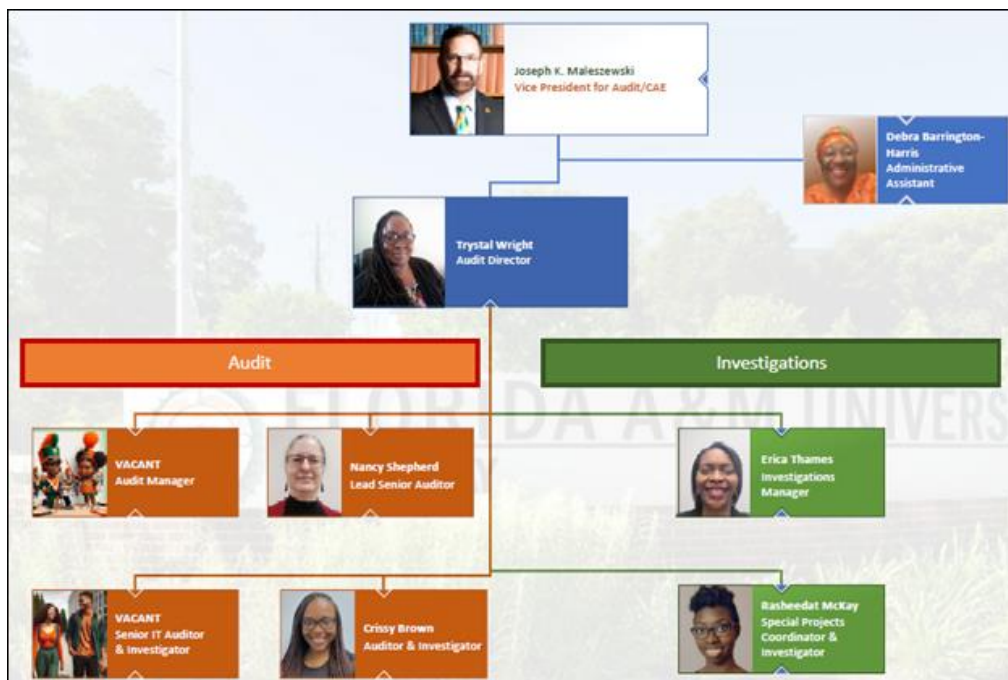 Joseph K. Maleszewski
Vice President for Audit/CAE
Debra Barrington-
Harris
Administrative
Assistant
Trystal Wright
Audit Director
Audit
Investigations
FLORIDA A&M UNIVERS
VACANT
Audit Manager
Nancy Shepherd
Lead Senior Auditor
Erica Thames
Investigations
Manager
VACANT
Senior IT Auditor
& Investigator
Crissy Brown
Auditor & Investigator
Rasheedat McKay
Special Projects
Coordinator &
Investigator